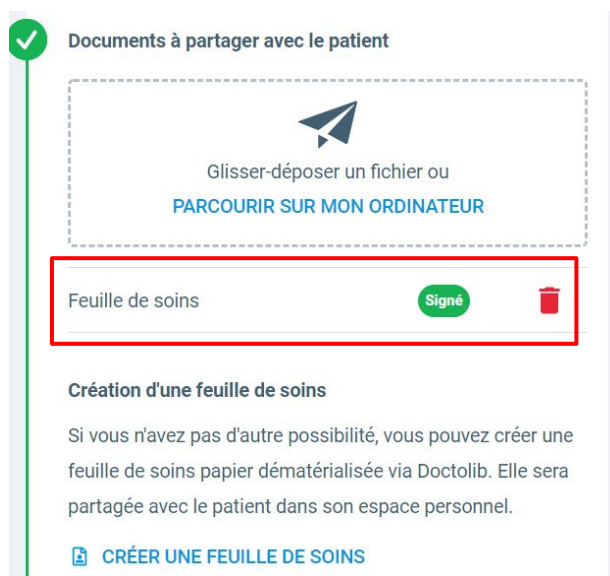 Documents à partager avec le patient
Glisser-déposer un fichier ou
PARCOURIR SUR MON ORDINATEUR
Feuille de soins
Signé
Création d'une feuille de soins
Si vous n'avez pas d'autre possibilité, vous pouvez créer une
feuille de soins papier dématérialisée via Doctolib. Elle sera
partagée avec le patient dans son espace personnel.
CRÉER UNE FEUILLE DE SOINS